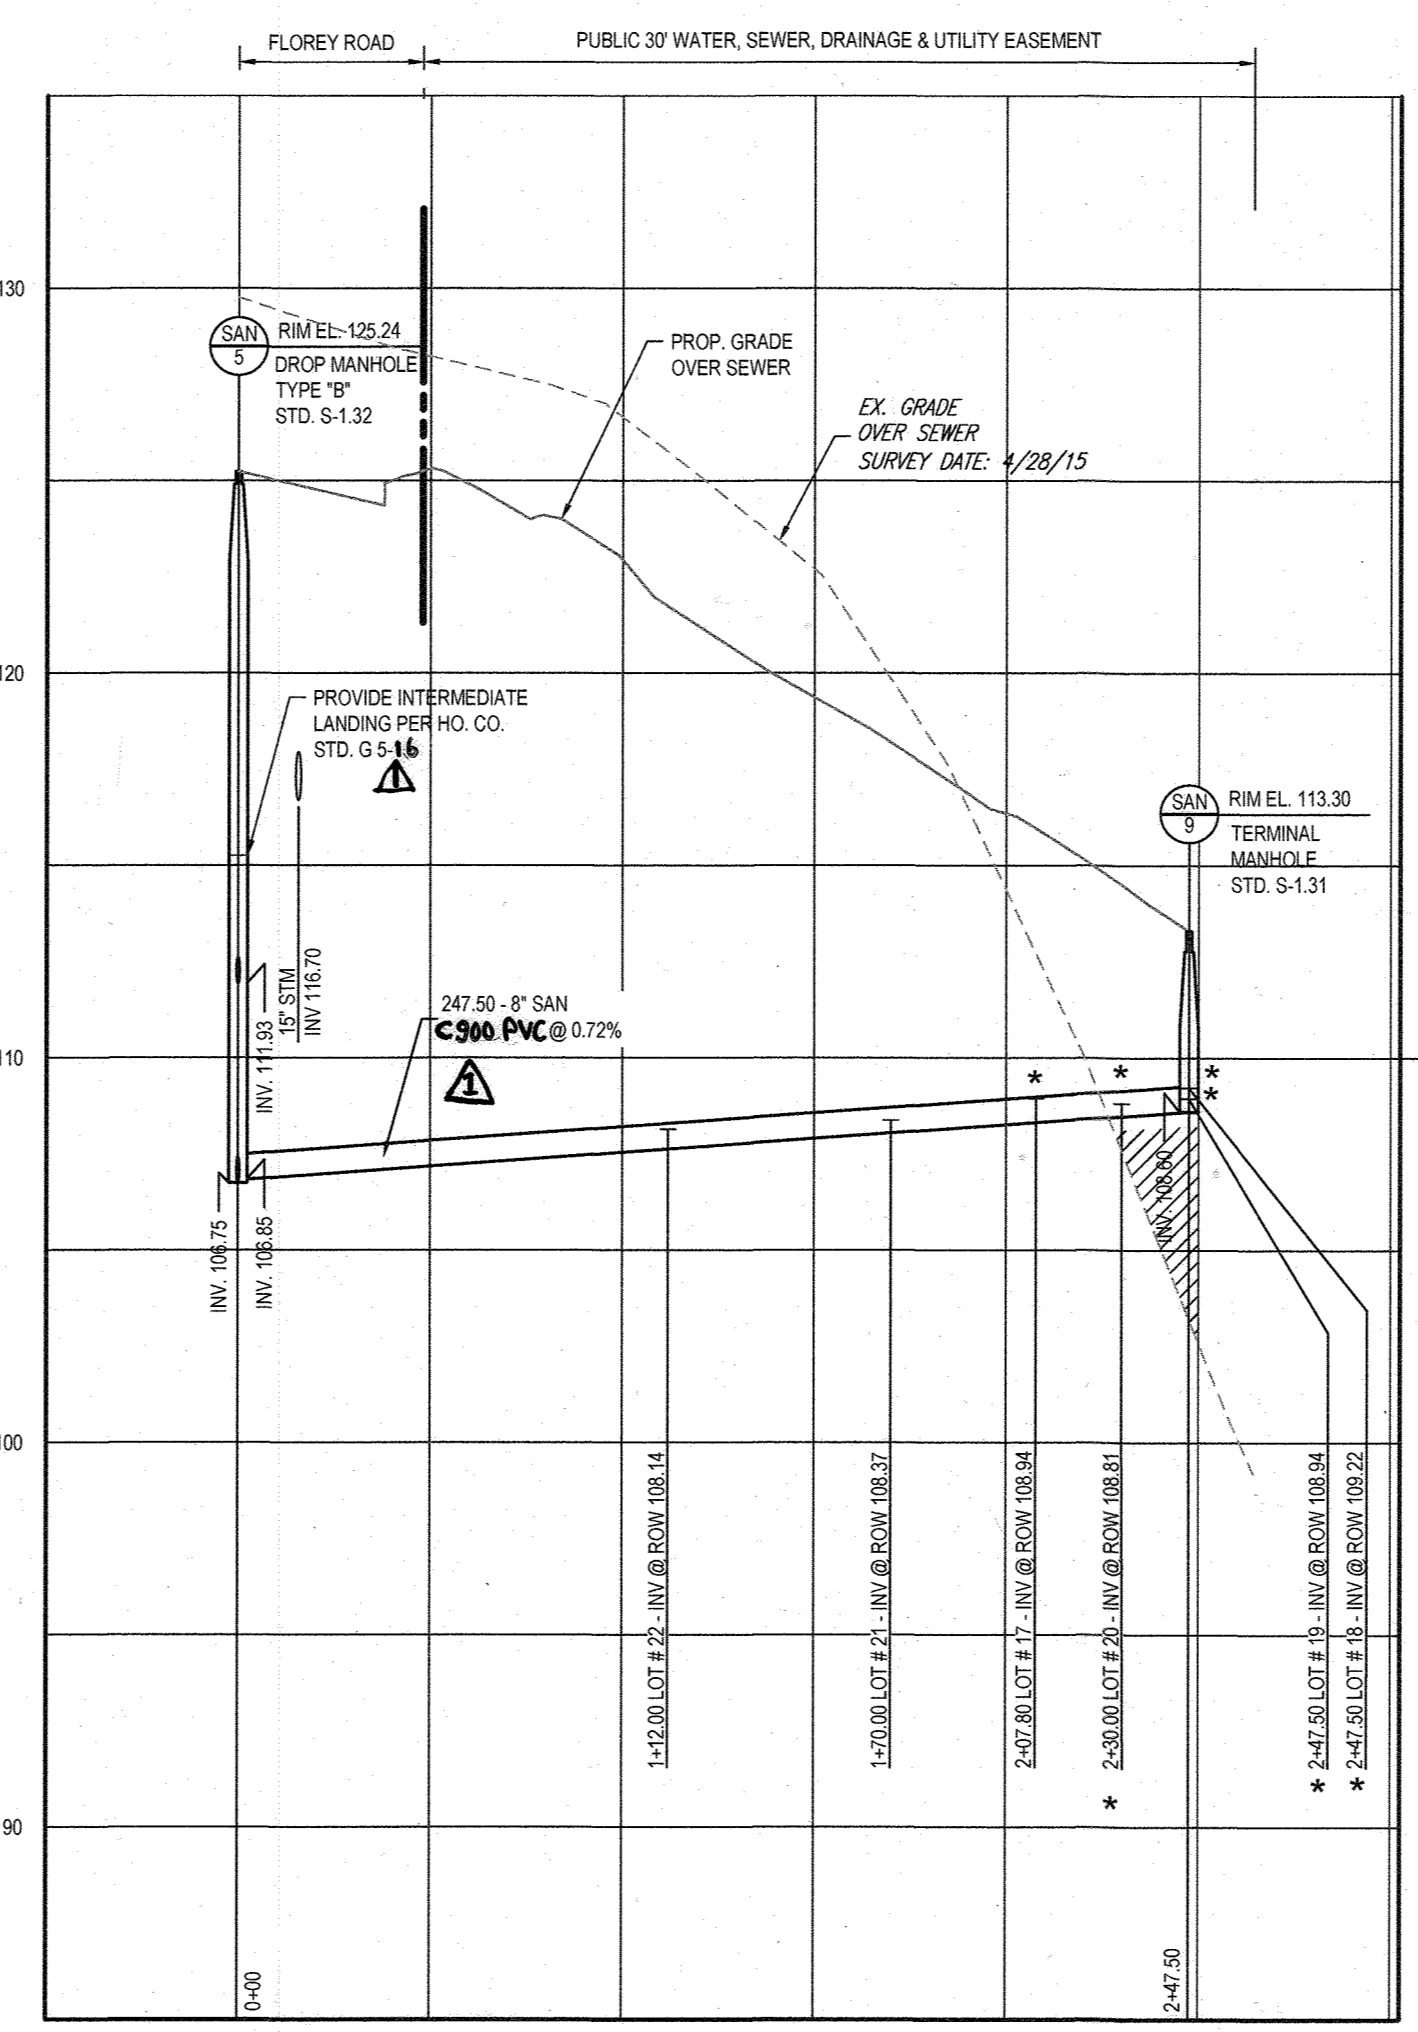 FLOREY ROAD
PUBLIC 30' WATER, SEWER, DRAINAGE & UTILITY EASEMENT
130
SAN
5
RIM EL. 125.24
DROP MANHOLE
TYPE "B"
STD. S-1.32
PROP. GRADE
OVER SEWER
EX. GRADE
OVER SEWER
SURVEY DATE: 4/28/15
120
PROVIDE INTERMEDIATE
LANDING PER HO. CO.
STD. G 5-16
1
SAN
9
RIM EL. 113.30
TERMINAL
MANHOLE
STD. S-1.31
INV. 111.93
15" STM
INV 116.70
247.50 - 8" SAN
C900 PVC @ 0.72%
1
110
*
*
*
*
INV. 106.75
INV. 106.85
INV. 108.60
100
1+12.00 LOT # 22 - INV @ ROW 108.14
1+70.00 LOT # 21 - INV @ ROW 108.37
2+07.80 LOT # 17 - INV @ ROW 108.94
* 2+30.00 LOT # 20 - INV @ ROW 108.81
* 2+47.50 LOT # 19 - INV @ ROW 108.94
* 2+47.50 LOT # 18 - INV @ ROW 109.22
90
0+00
2+47.50